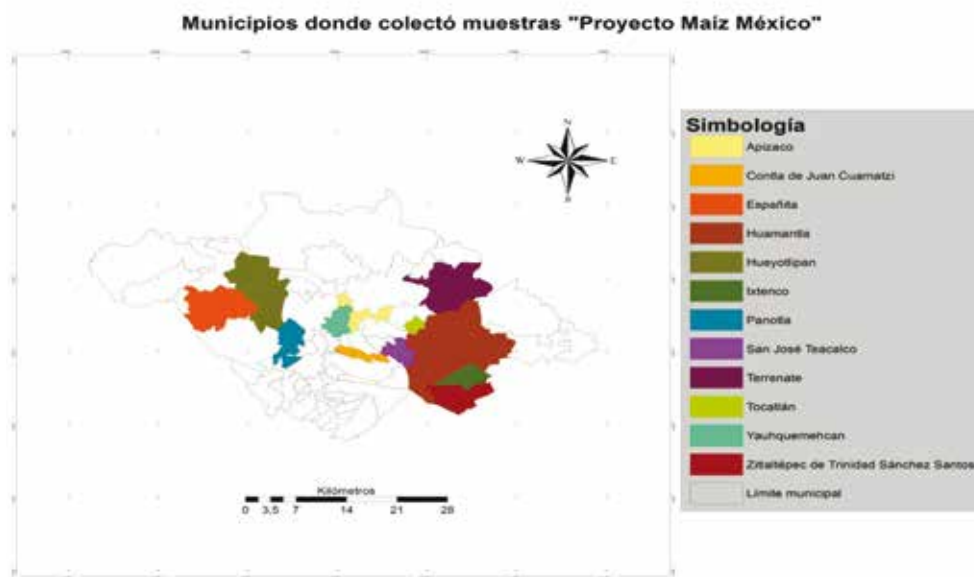 Municipios donde colectó muestras "Proyecto Maíz México"
N
W E
S
Simbología
Apizaco
Contla de Juan Cuamatzi
Españita
Huamantla
Hueyotlipan
Ixtenco
Panotla
San José Teacalco
Terrenate
Tocatlán
Yauhquemehcan
Zitlaltépec de Trinidad Sánchez Santos
Límite municipal
Kilómetros
0 3.5 7 14 21 28